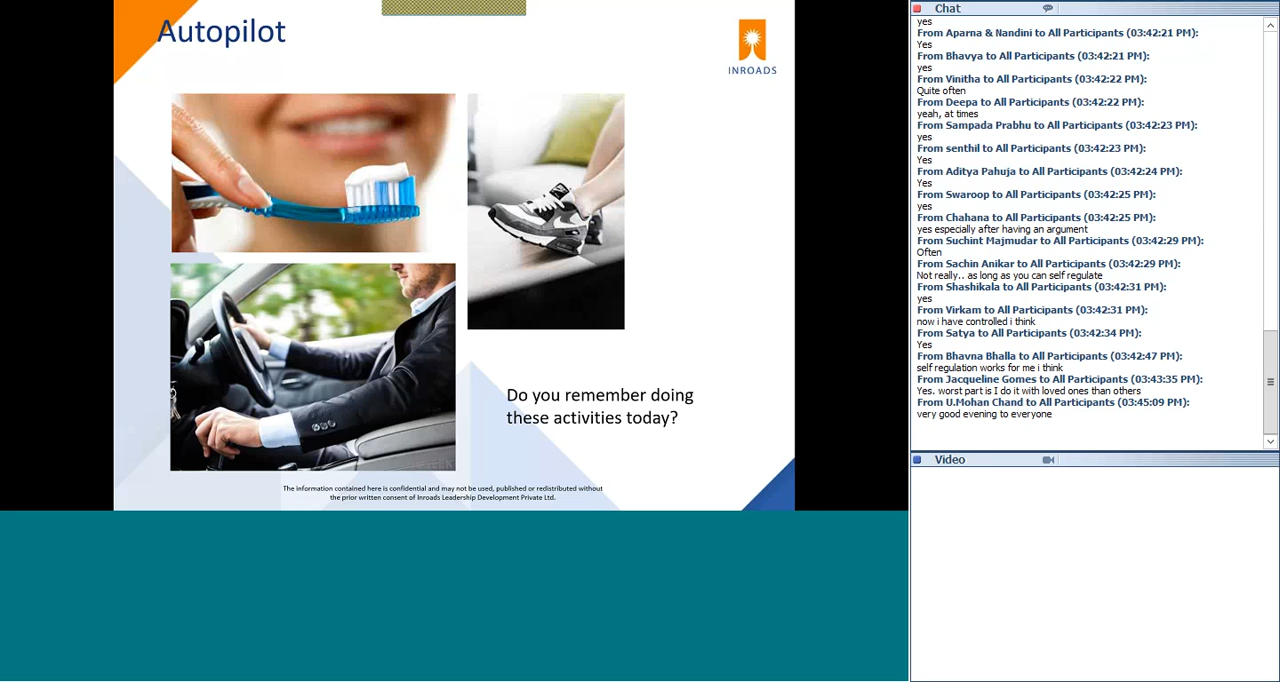 Autopilot
INROADS
Do you remember doing
these activities today?
The information contained here is confidential and may not be used, published or redistributed without
the prior written consent of Inroads Leadership Development Private Ltd.
Chat
yes
From Aparna & Nandini to All Participants (03:42:21 PM):
Yes
From Bhavya to All Participants (03:42:21 PM):
yes
From Vinitha to All Participants (03:42:22 PM):
Quite often
From Deepa to All Participants (03:42:22 PM):
yeah, at times
From Sampada Prabhu to All Participants (03:42:23 PM):
yes
From senthil to All Participants (03:42:23 PM):
Yes
From Aditya Pahuja to All Participants (03:42:24 PM):
Yes
From Swaroop to All Participants (03:42:25 PM):
yes
From Chahana to All Participants (03:42:25 PM):
yes especially after having an argument
From Suchint Majmudar to All Participants (03:42:29 PM):
Often
From Sachin Anikar to All Participants (03:42:29 PM):
Not really.. as long as you can self regulate
From Shashikala to All Participants (03:42:31 PM):
yes
From Virkam to All Participants (03:42:31 PM):
now i have controlled i think
From Satya to All Participants (03:42:34 PM):
Yes
From Bhavna Bhalla to All Participants (03:42:47 PM):
self regulation works for me i think
From Jacqueline Gomes to All Participants (03:43:35 PM):
Yes. worst part is I do it with loved ones than others
From U.Mohan Chand to All Participants (03:45:09 PM):
very good evening to everyone
Video